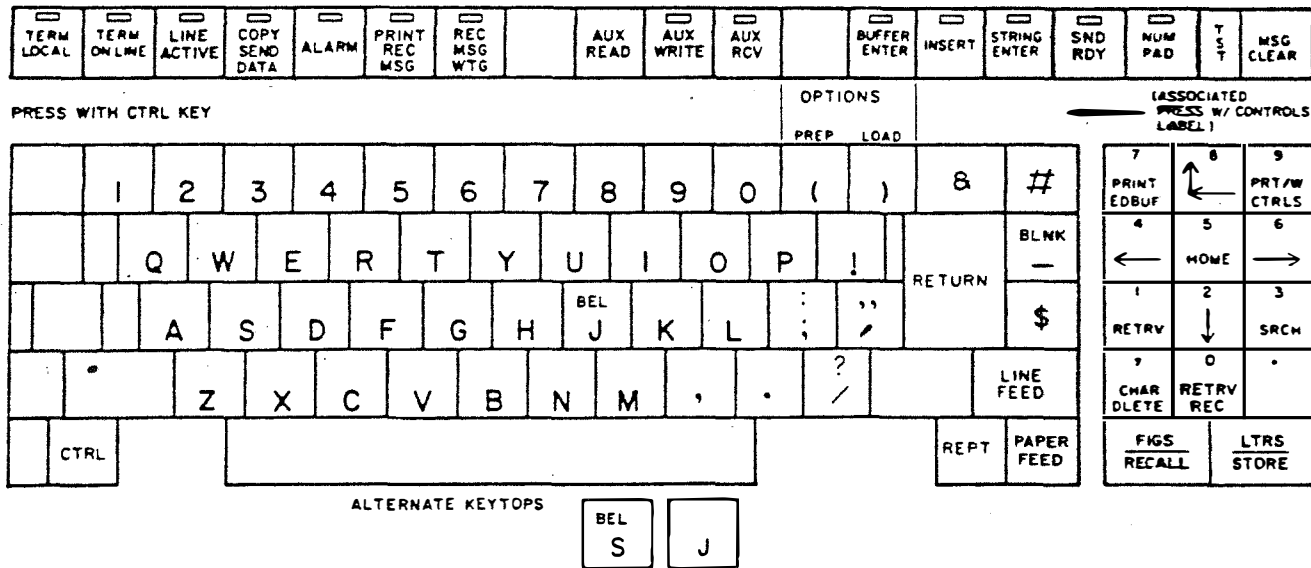 TERM LOCAL
TERM ONLINE
LINE ACTIVE
COPY SEND DATA
ALARM
PRINT REC MSG
REC MSG WTG
AUX READ
AUX WRITE
AUX RCV
BUFFER ENTER
INSERT
STRING ENTER
SND RDY
NUM PAD
TST
MSG CLEAR
PRESS WITH CTRL KEY
OPTIONS
PREP LOAD
(ASSOCIATED
PRESS W/ CONTROLS
LABEL)
1 2 3 4 5 6 7 8 9 0 ( ) & #
Q W E R T Y U I O P !
RETURN
BLNK
—
A S D F G H
BEL
J
K L
: ;
" '
$
Z X C V B N M , .
? /
LINE FEED
CTRL
REPT
PAPER FEED
7
PRINT EDBUF
8
9
PRT/W CTRLS
4
←
5
HOME
6
→
1
RETRV
2
↓
3
SRCH
,
CHAR DLETE
0
RETRV REC
.
FIGS
RECALL
LTRS
STORE
ALTERNATE KEYTOPS
BEL
S
J